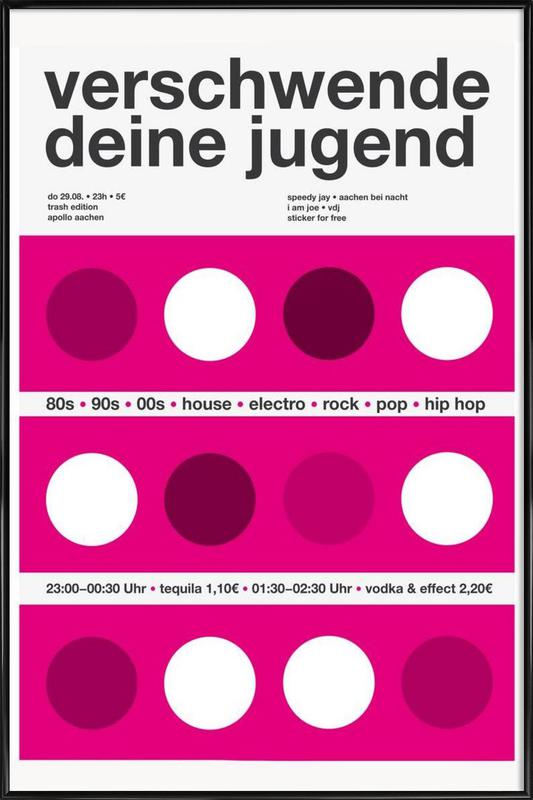 verschwende
deine jugend
do 29.08. • 23h • 5€
trash edition
apollo aachen
speedy jay • aachen bei nacht
i am joe • vdj
sticker for free
80s • 90s • 00s • house • electro • rock • pop • hip hop
23:00–00:30 Uhr • tequila 1,10€ • 01:30–02:30 Uhr • vodka & effect 2,20€